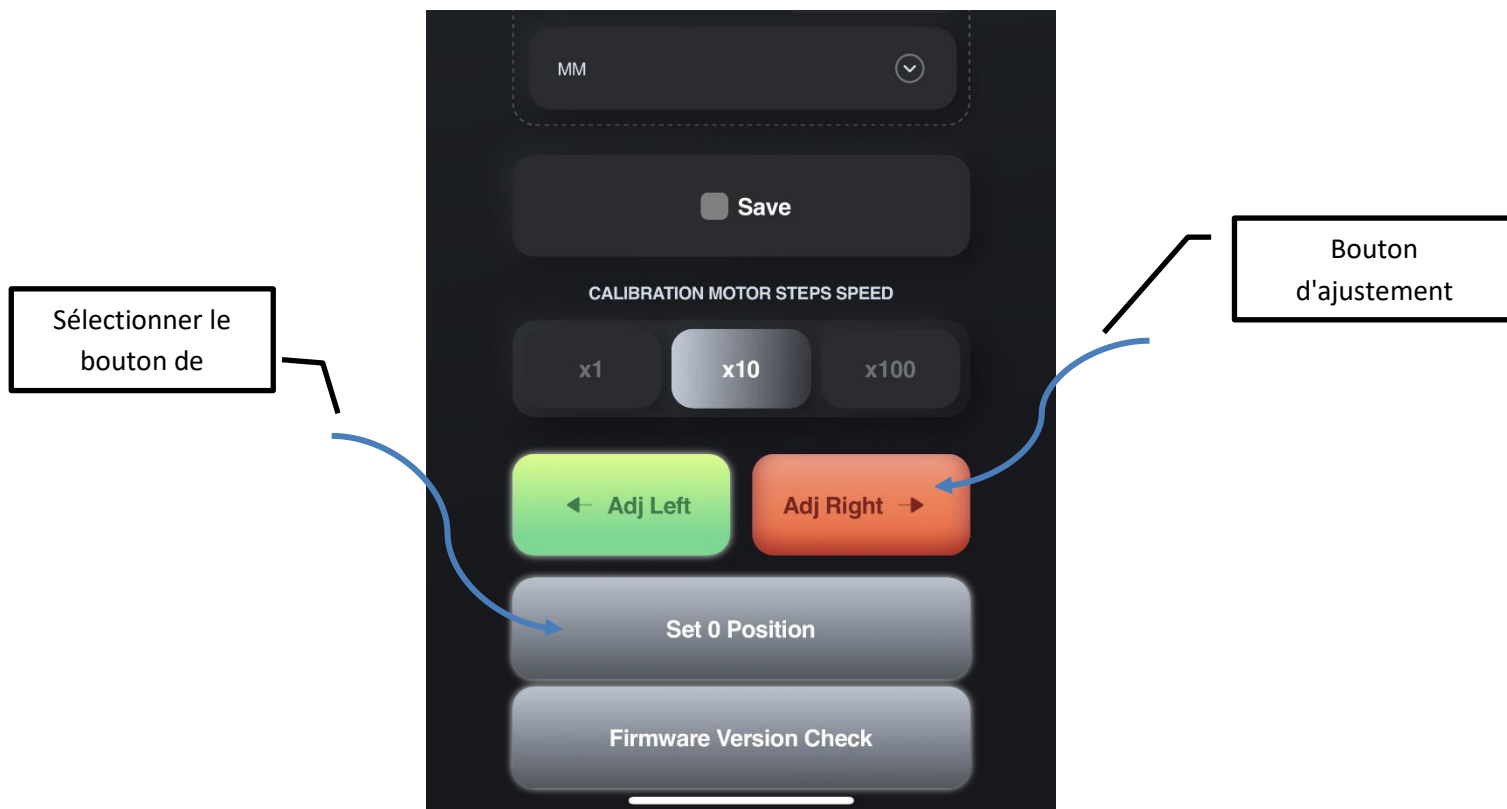 MM
Save
CALIBRATION MOTOR STEPS SPEED
Sélectionner le
bouton de
Bouton
d'ajustement
x1 x10 x100
← Adj Left Adj Right →
Set 0 Position
Firmware Version Check